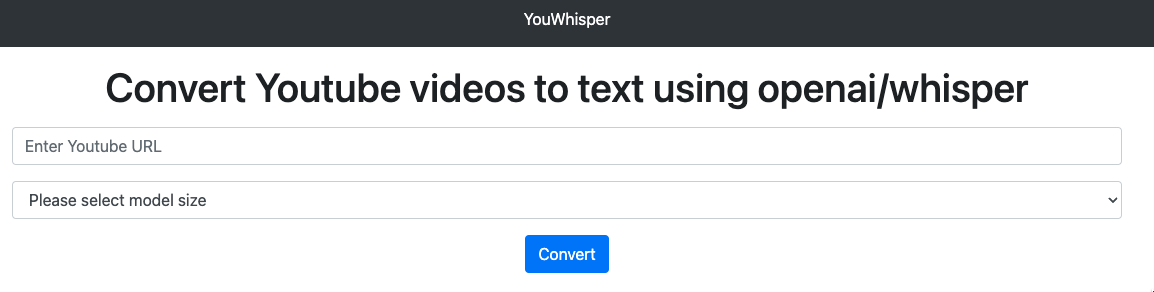 YouWhisper
Convert Youtube videos to text using openai/whisper
Enter Youtube URL
Please select model size
Convert